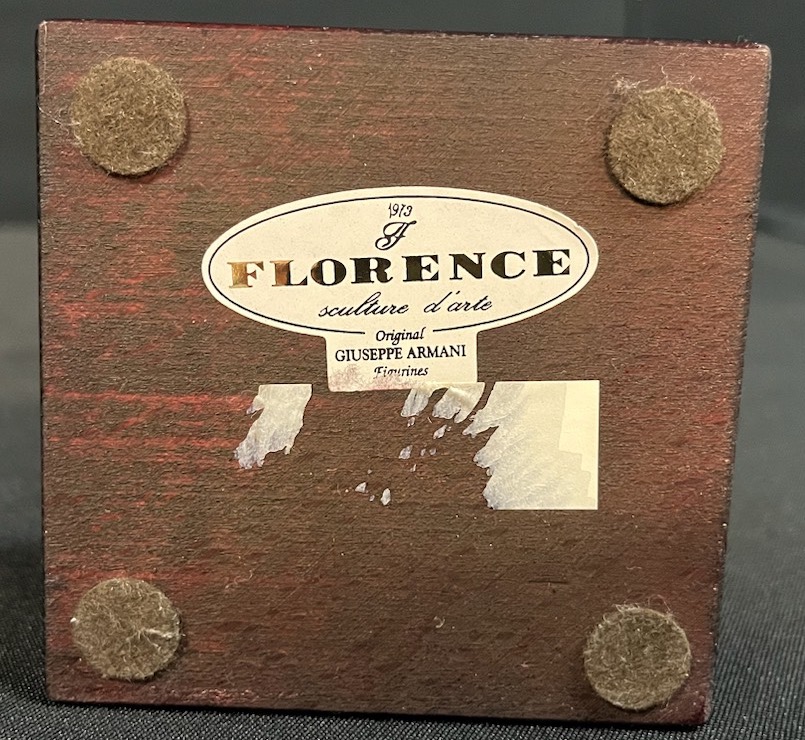 1973
F
FLORENCE
sculture d'arte
Original
GIUSEPPE ARMANI
Figurines